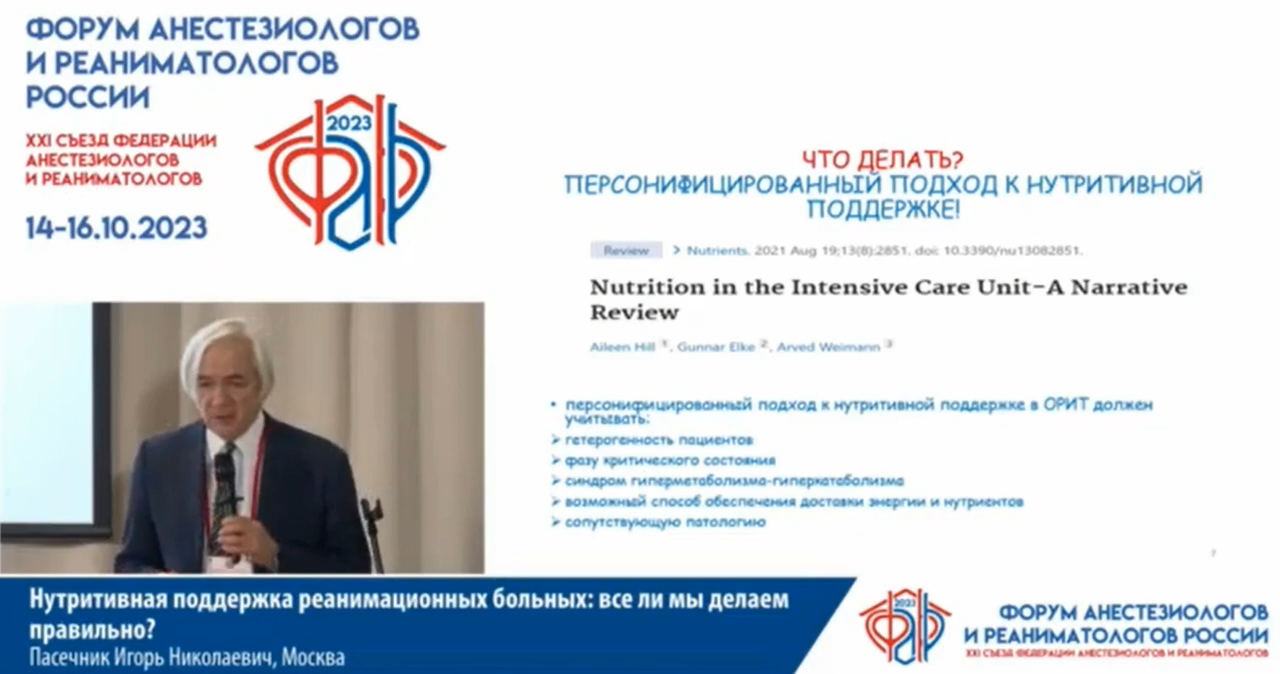 ФОРУМ АНЕСТЕЗИОЛОГОВ
И РЕАНИМАТОЛОГОВ
РОССИИ
XXI СЪЕЗД ФЕДЕРАЦИИ
АНЕСТЕЗИОЛОГОВ
И РЕАНИМАТОЛОГОВ
14-16.10.2023
2023
ФАР
ЧТО ДЕЛАТЬ?
ПЕРСОНИФИЦИРОВАННЫЙ ПОДХОД К НУТРИТИВНОЙ
ПОДДЕРЖКЕ!
Review > Nutrients. 2021 Aug 19;13(8):2851. doi: 10.3390/nu13082851.
Nutrition in the Intensive Care Unit-A Narrative
Review
Aileen Hill 1, Gunnar Elke 2, Arved Weimann 3
• персонифицированный подход к нутритивной поддержке в ОРИТ должен
учитывать:
➢ гетерогенность пациентов
➢ фазу критического состояния
➢ синдром гиперметаболизма-гиперкатаболизма
➢ возможный способ обеспечения доставки энергии и нутриентов
➢ сопутствующую патологию
7
Нутритивная поддержка реанимационных больных: все ли мы делаем
правильно?
Пасечник Игорь Николаевич, Москва
2023
ФАР
ФОРУМ АНЕСТЕЗИОЛОГОВ
И РЕАНИМАТОЛОГОВ РОССИИ
XXI СЪЕЗД ФЕДЕРАЦИИ АНЕСТЕЗИОЛОГОВ И РЕАНИМАТОЛОГОВ